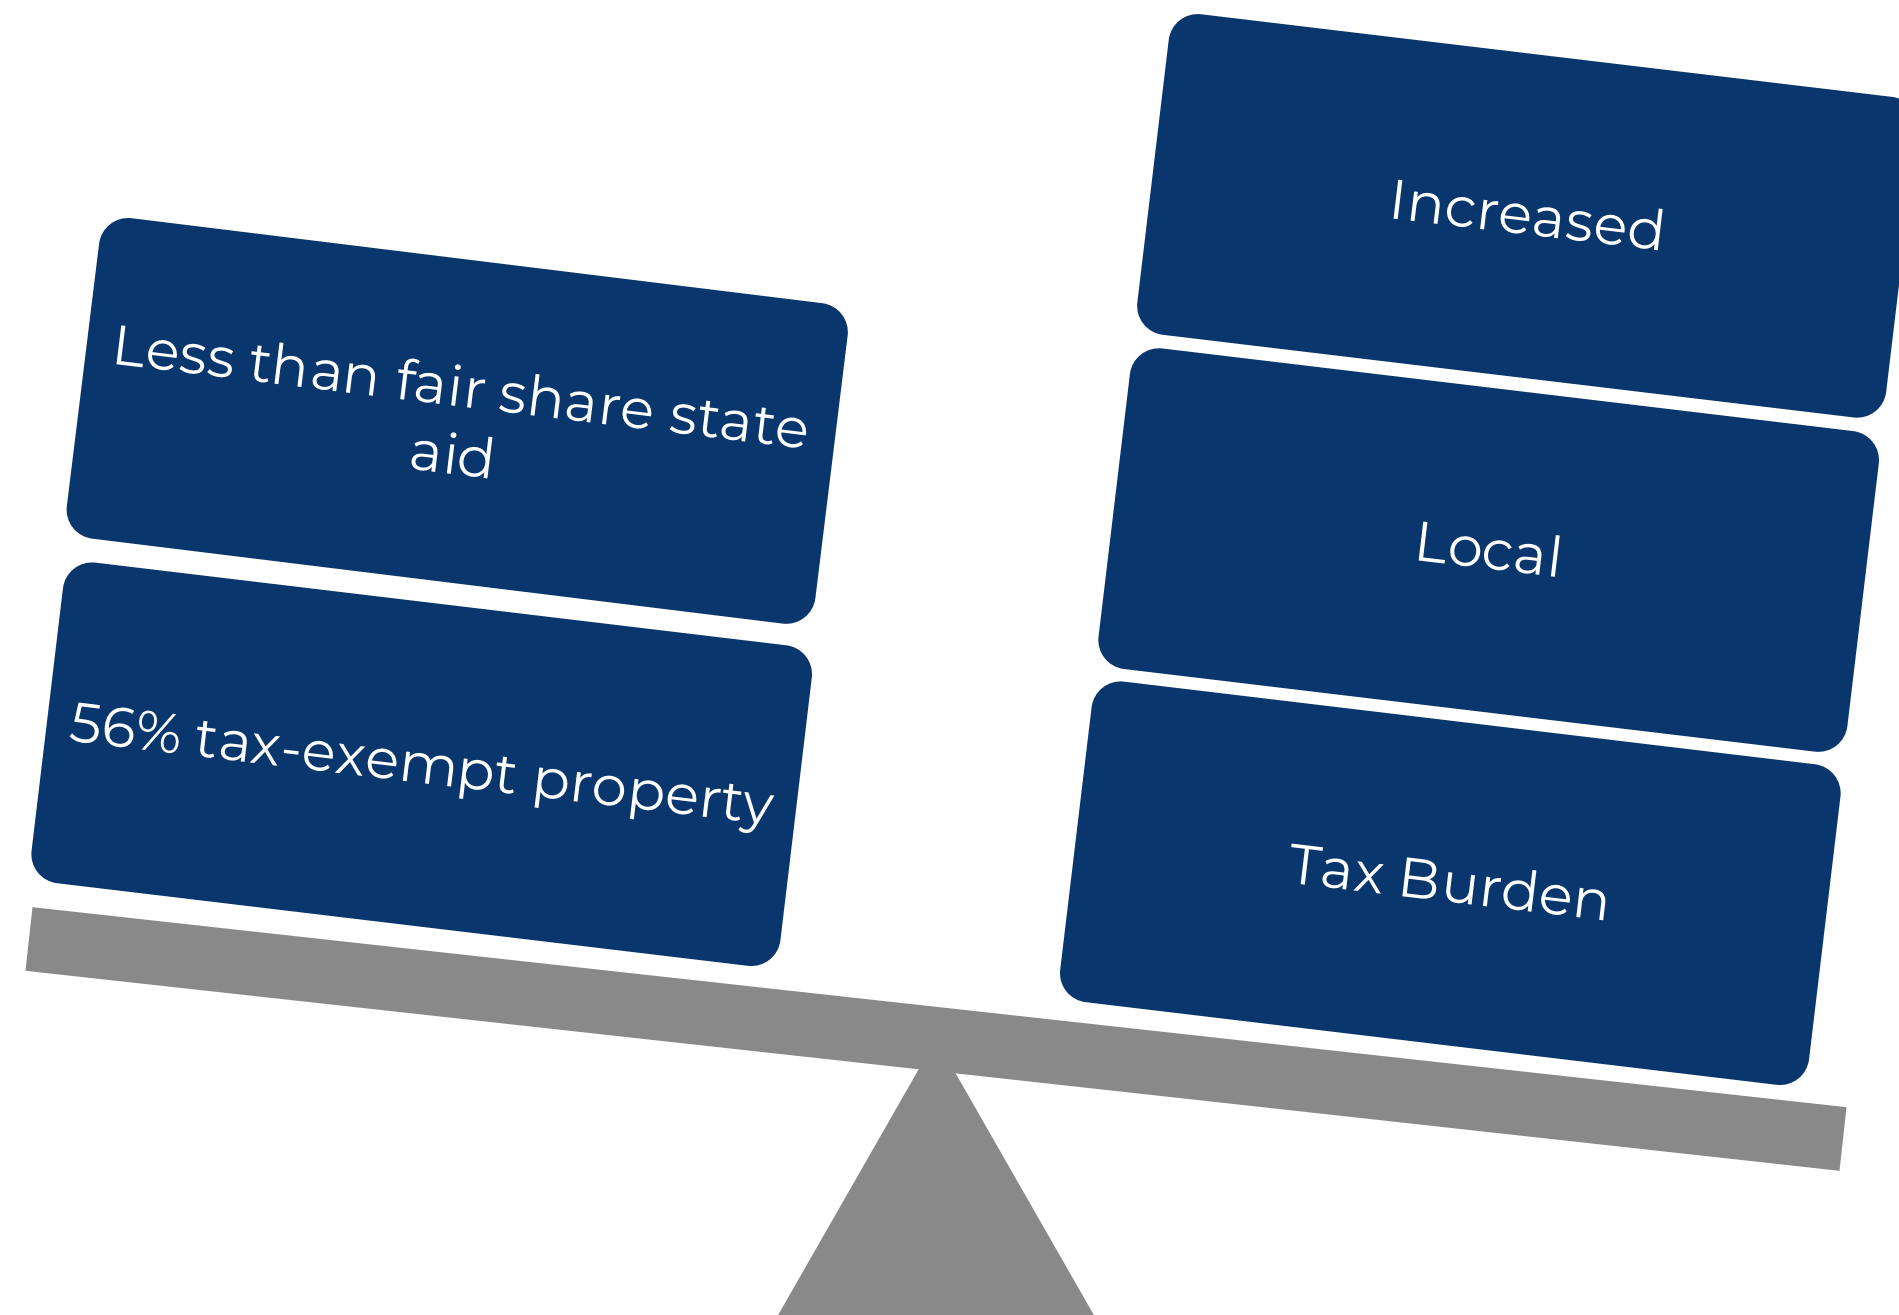 Less than fair share state
aid
56% tax-exempt property
Increased
Local
Tax Burden